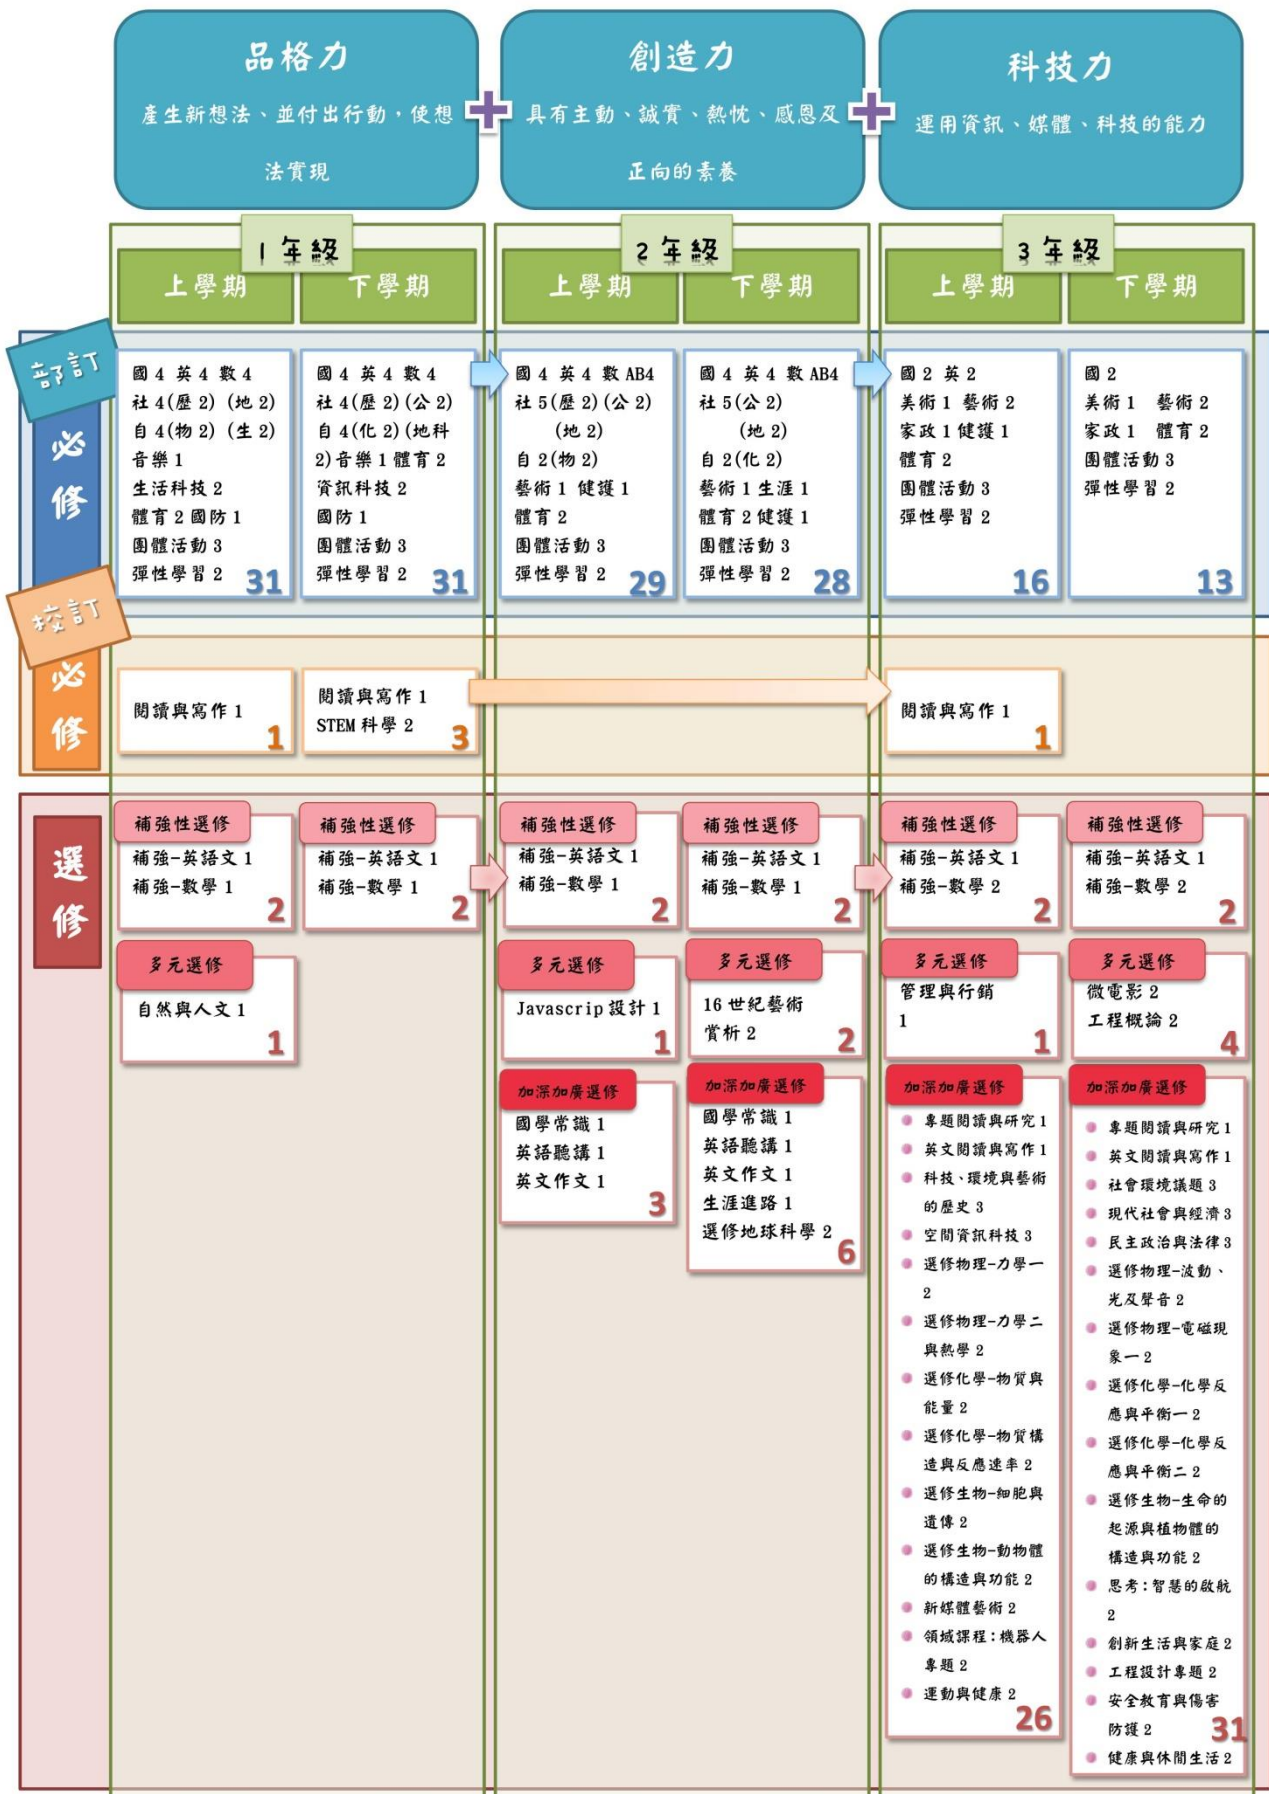 品格力
產生新想法、並付出行動,使想
法實現
創造力
具有主動、誠實、熱忱、感恩及
正向的素養
科技力
運用資訊、媒體、科技的能力
1 年級
上學期
下學期
2 年級
上學期
下學期
3 年級
上學期
下學期
部訂
必
修
國 4 英 4 數 4
社 4(歷 2) (地 2)
自 4(物 2) (生 2)
音樂 1
生活科技 2
體育 2 國防 1
團體活動 3
彈性學習 2
31
國 4 英 4 數 4
社 4(歷 2)(公 2)
自 4(化 2)(地科
2)音樂 1 體育 2
資訊科技 2
國防 1
團體活動 3
彈性學習 2
31
國 4 英 4 數 AB4
社 5(歷 2)(公 2)
(地 2)
自 2(物 2)
藝術 1 健護 1
體育 2
團體活動 3
彈性學習 2
29
國 4 英 4 數 AB4
社 5(公 2)
(地 2)
自 2(化 2)
藝術 1 生涯 1
體育 2 健護 1
團體活動 3
彈性學習 2
28
國 2 英 2
美術 1 藝術 2
家政 1 健護 1
體育 2
團體活動 3
彈性學習 2
16
國 2
美術 1 藝術 2
家政 1 體育 2
團體活動 3
彈性學習 2
13
校訂
必
修
閱讀與寫作 1
1
閱讀與寫作 1
STEM 科學 2
3
閱讀與寫作 1
1
選
修
補強性選修
補強-英語文 1
補強-數學 1
2
補強性選修
補強-英語文 1
補強-數學 1
2
補強性選修
補強-英語文 1
補強-數學 1
2
補強性選修
補強-英語文 1
補強-數學 1
2
補強性選修
補強-英語文 1
補強-數學 2
2
補強性選修
補強-英語文 1
補強-數學 2
2
多元選修
自然與人文 1
1
多元選修
Javascrip 設計 1
1
多元選修
16 世紀藝術
賞析 2
2
多元選修
管理與行銷
1
1
多元選修
微電影 2
工程概論 2
4
加深加廣選修
國學常識 1
英語聽講 1
英文作文 1
3
加深加廣選修
國學常識 1
英語聽講 1
英文作文 1
生涯進路 1
選修地球科學 2
6
加深加廣選修
專題閱讀與研究 1
英文閱讀與寫作 1
科技、環境與藝術
的歷史 3
空間資訊科技 3
選修物理-力學一
2
選修物理-力學二
與熱學 2
選修化學-物質與
能量 2
選修化學-物質構
造與反應速率 2
選修生物-細胞與
遺傳 2
選修生物-動物體
的構造與功能 2
新媒體藝術 2
領域課程:機器人
專題 2
運動與健康 2
26
加深加廣選修
專題閱讀與研究 1
英文閱讀與寫作 1
社會環境議題 3
現代社會與經濟 3
民主政治與法律 3
選修物理-波動、
光及聲音 2
選修物理-電磁現
象一 2
選修化學-化學反
應與平衡一 2
選修化學-化學反
應與平衡二 2
選修生物-生命的
起源與植物體的
構造與功能 2
思考:智慧的啟航
2
創新生活與家庭 2
工程設計專題 2
安全教育與傷害
防護 2
健康與休閒生活 2
31